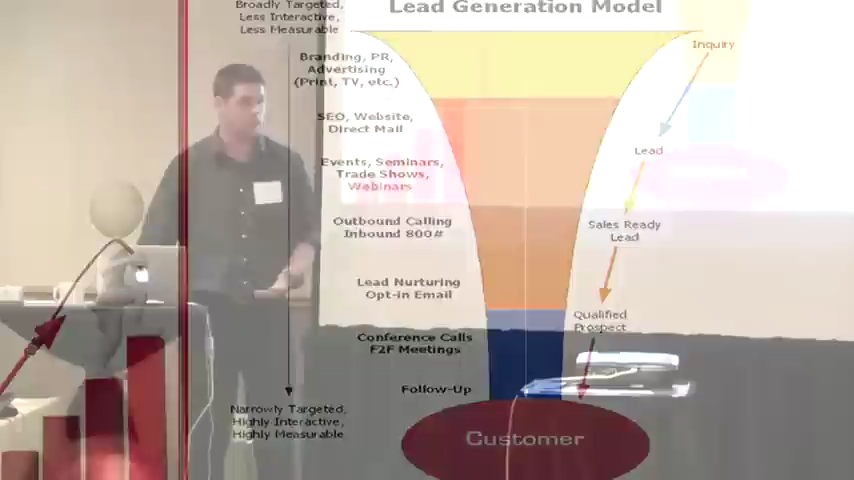 Lead Generation Model
Broadly Targeted,
Less Interactive,
Less Measurable
Branding, PR,
Advertising
(Print, TV, etc.)
SEO, Website,
Direct Mail
Events, Seminars,
Trade Shows,
Webinars
Outbound Calling
Inbound 800#
Lead Nurturing
Opt-in Email
Conference Calls
F2F Meetings
Follow-Up
Narrowly Targeted,
Highly Interactive,
Highly Measurable
Inquiry
Lead
Sales Ready
Lead
Qualified
Prospect
Customer